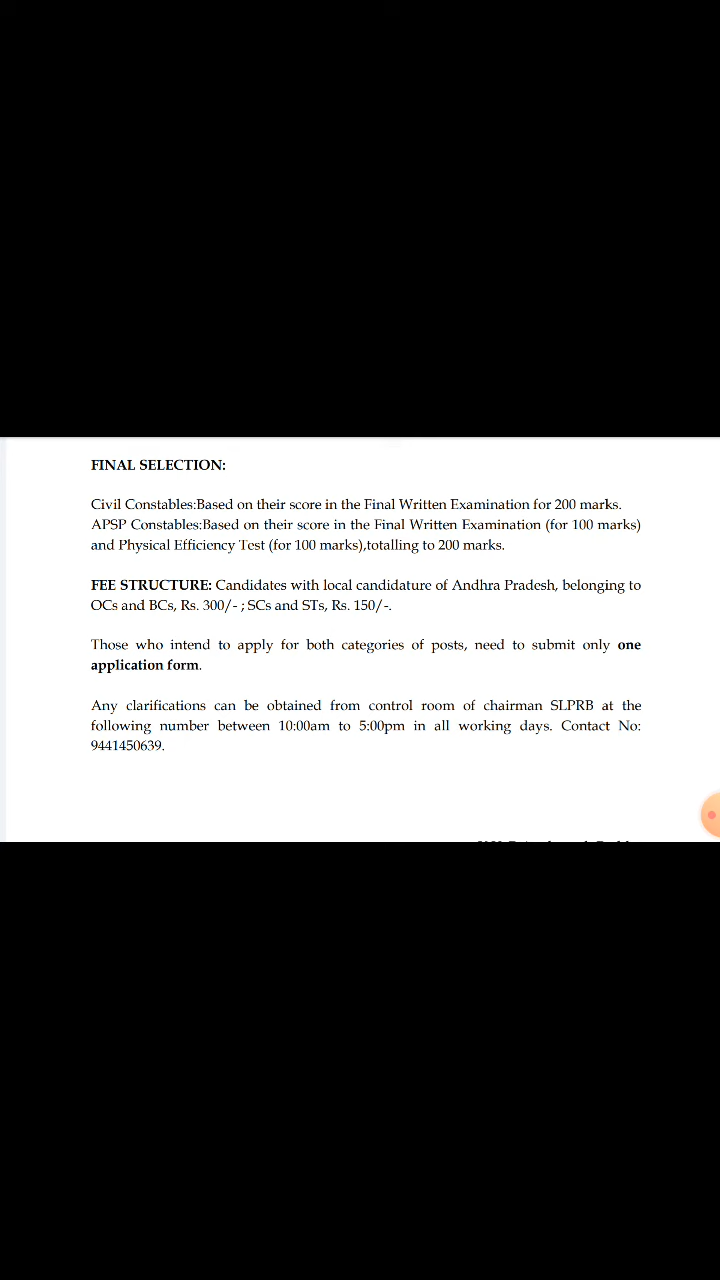 FINAL SELECTION:
Civil Constables:Based on their score in the Final Written Examination for 200 marks.
APSP Constables:Based on their score in the Final Written Examination (for 100 marks)
and Physical Efficiency Test (for 100 marks),totalling to 200 marks.
FEE STRUCTURE: Candidates with local candidature of Andhra Pradesh, belonging to
OCs and BCs, Rs. 300/- ; SCs and STs, Rs. 150/-.
Those who intend to apply for both categories of posts, need to submit only one
application form.
Any clarifications can be obtained from control room of chairman SLPRB at the
following number between 10:00am to 5:00pm in all working days. Contact No:
9441450639.